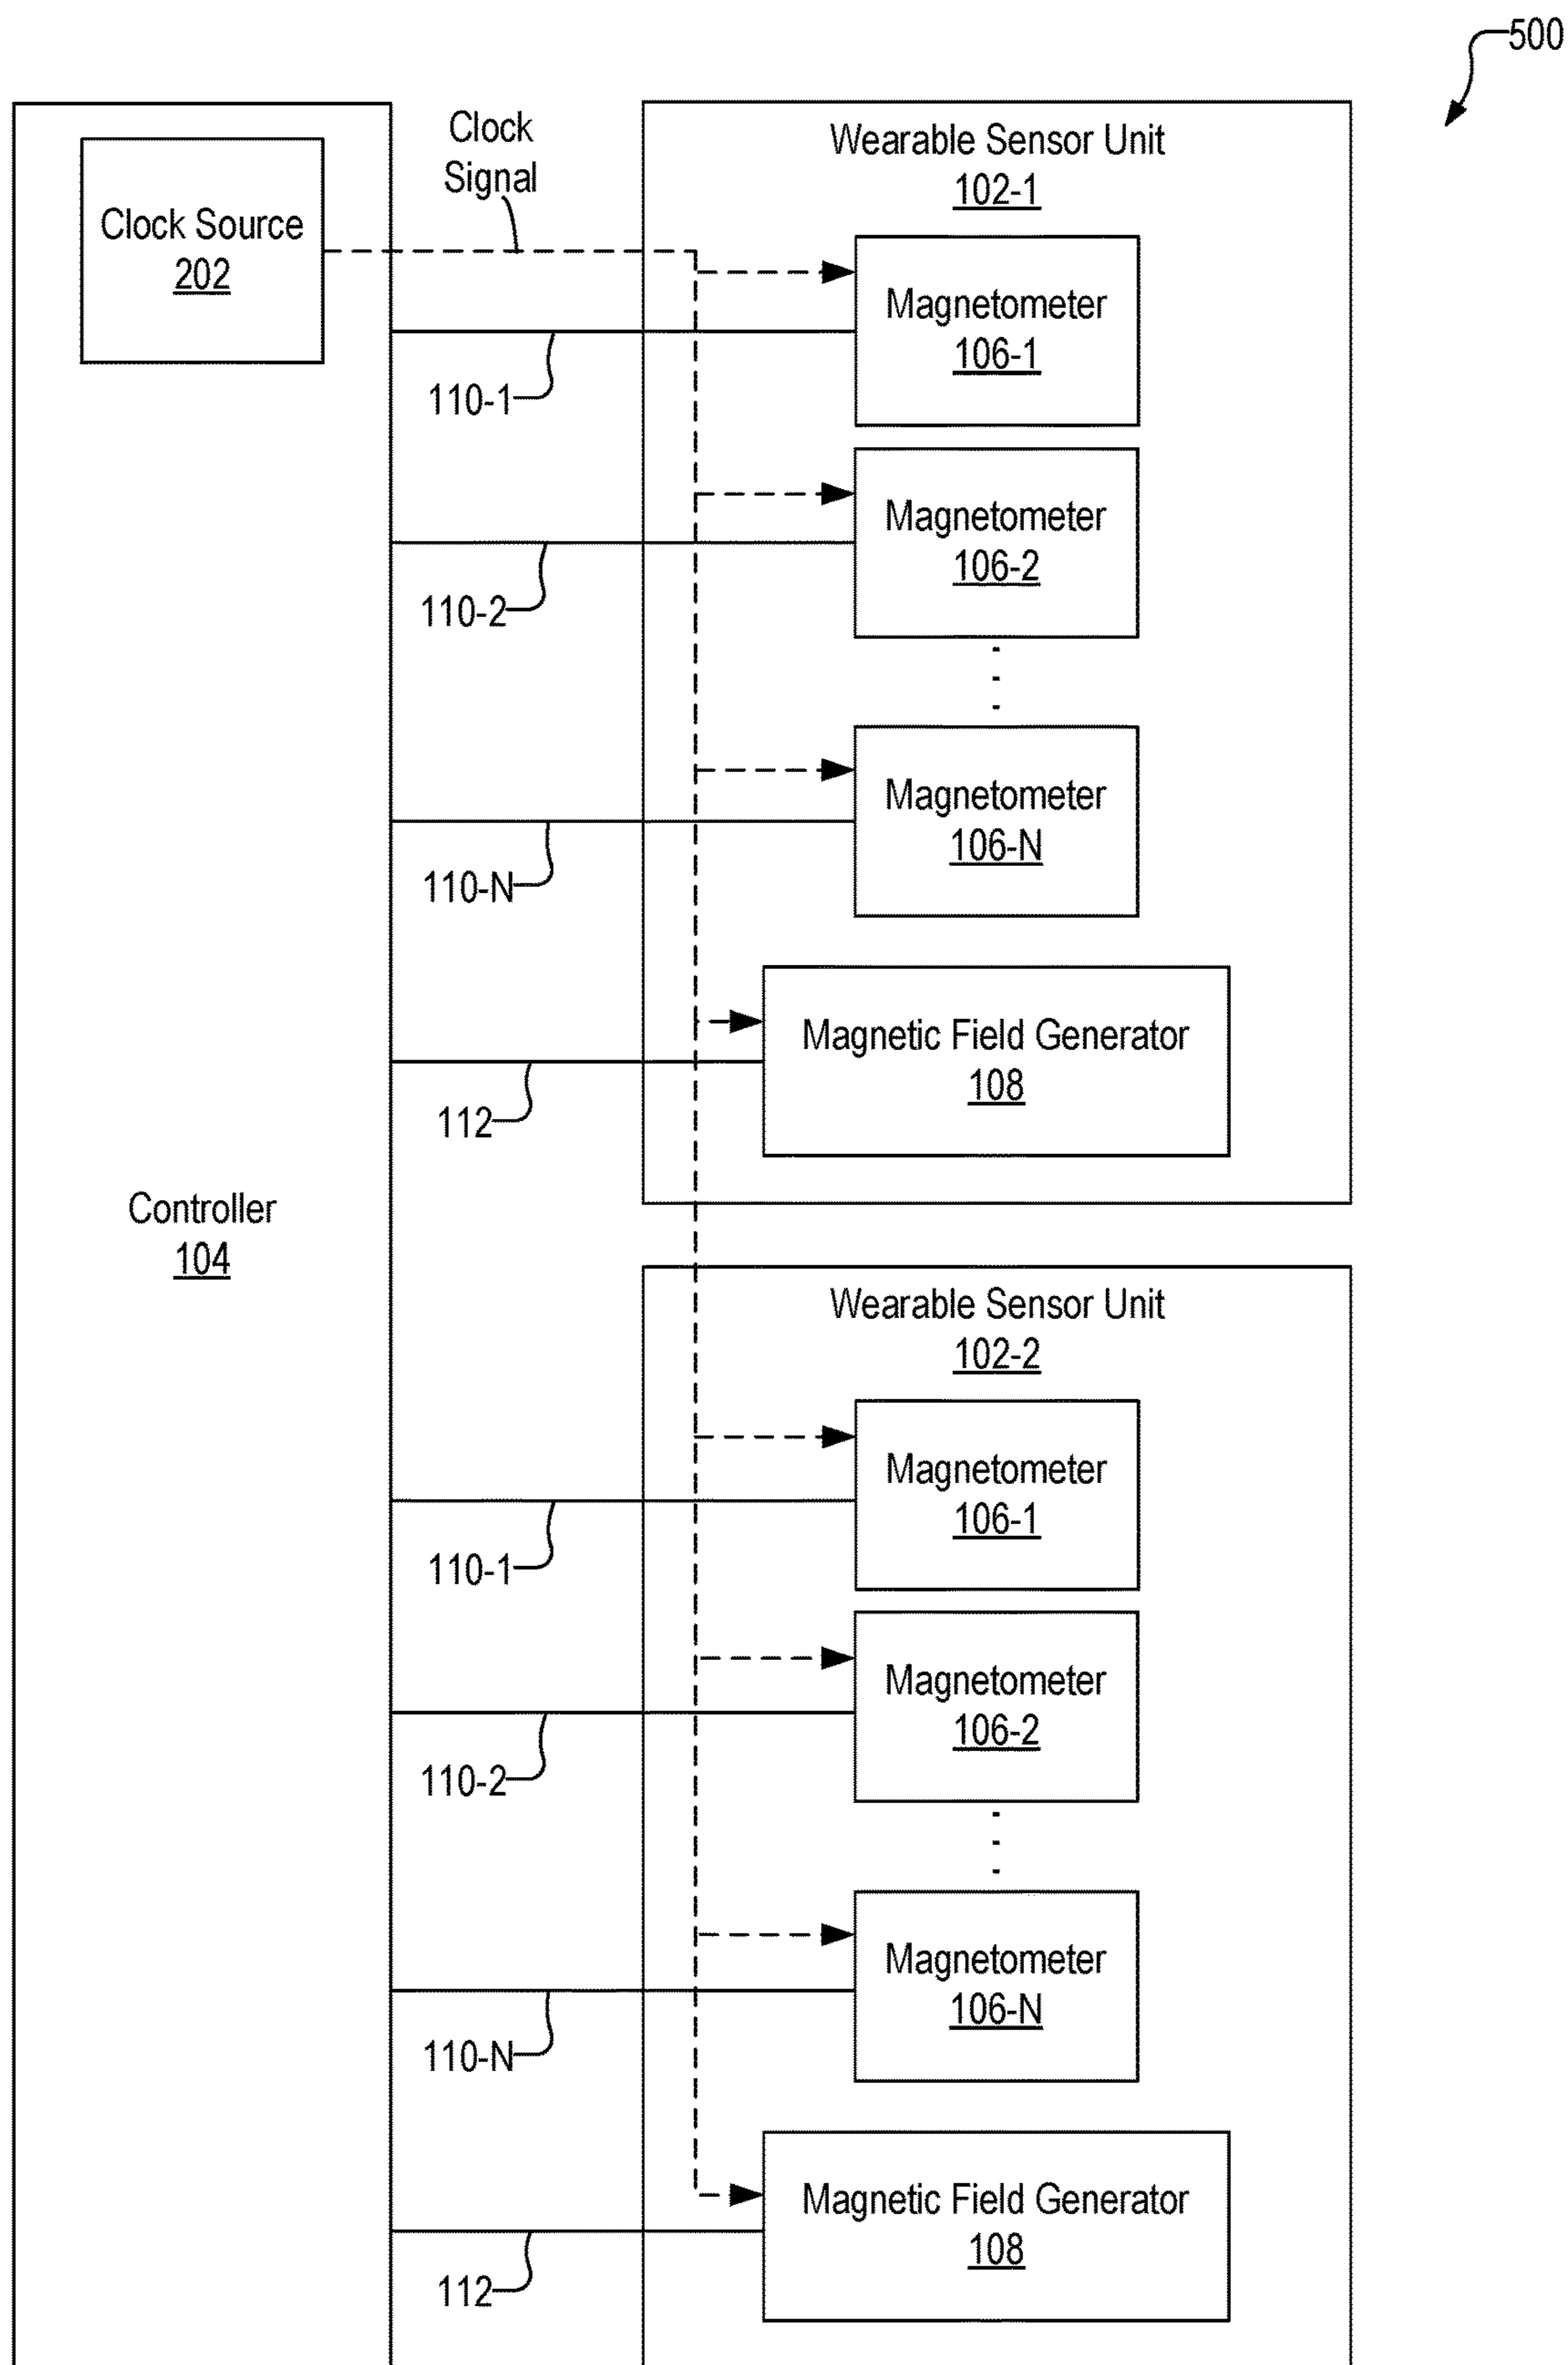 500
Clock
Signal
Clock Source
202
Wearable Sensor Unit
102-1
Magnetometer
106-1
110-1
Magnetometer
106-2
110-2
Magnetometer
106-N
110-N
Magnetic Field Generator
108
112
Controller
104
Wearable Sensor Unit
102-2
Magnetometer
106-1
110-1
Magnetometer
106-2
110-2
Magnetometer
106-N
110-N
Magnetic Field Generator
108
112